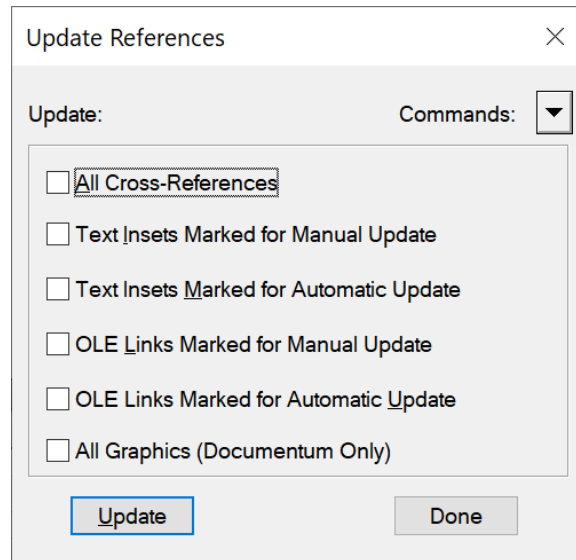 Update References
Update: Commands:
All Cross-References
Text Insets Marked for Manual Update
Text Insets Marked for Automatic Update
OLE Links Marked for Manual Update
OLE Links Marked for Automatic Update
All Graphics (Documentum Only)
Update Done